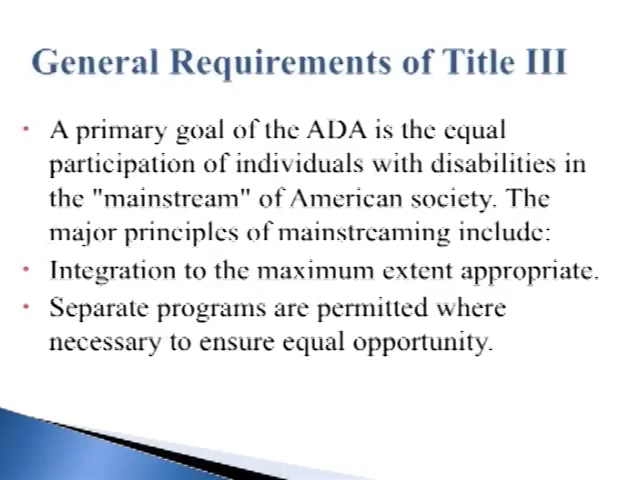 General Requirements of Title III
• A primary goal of the ADA is the equal
participation of individuals with disabilities in
the "mainstream" of American society. The
major principles of mainstreaming include:
• Integration to the maximum extent appropriate.
• Separate programs are permitted where
necessary to ensure equal opportunity.